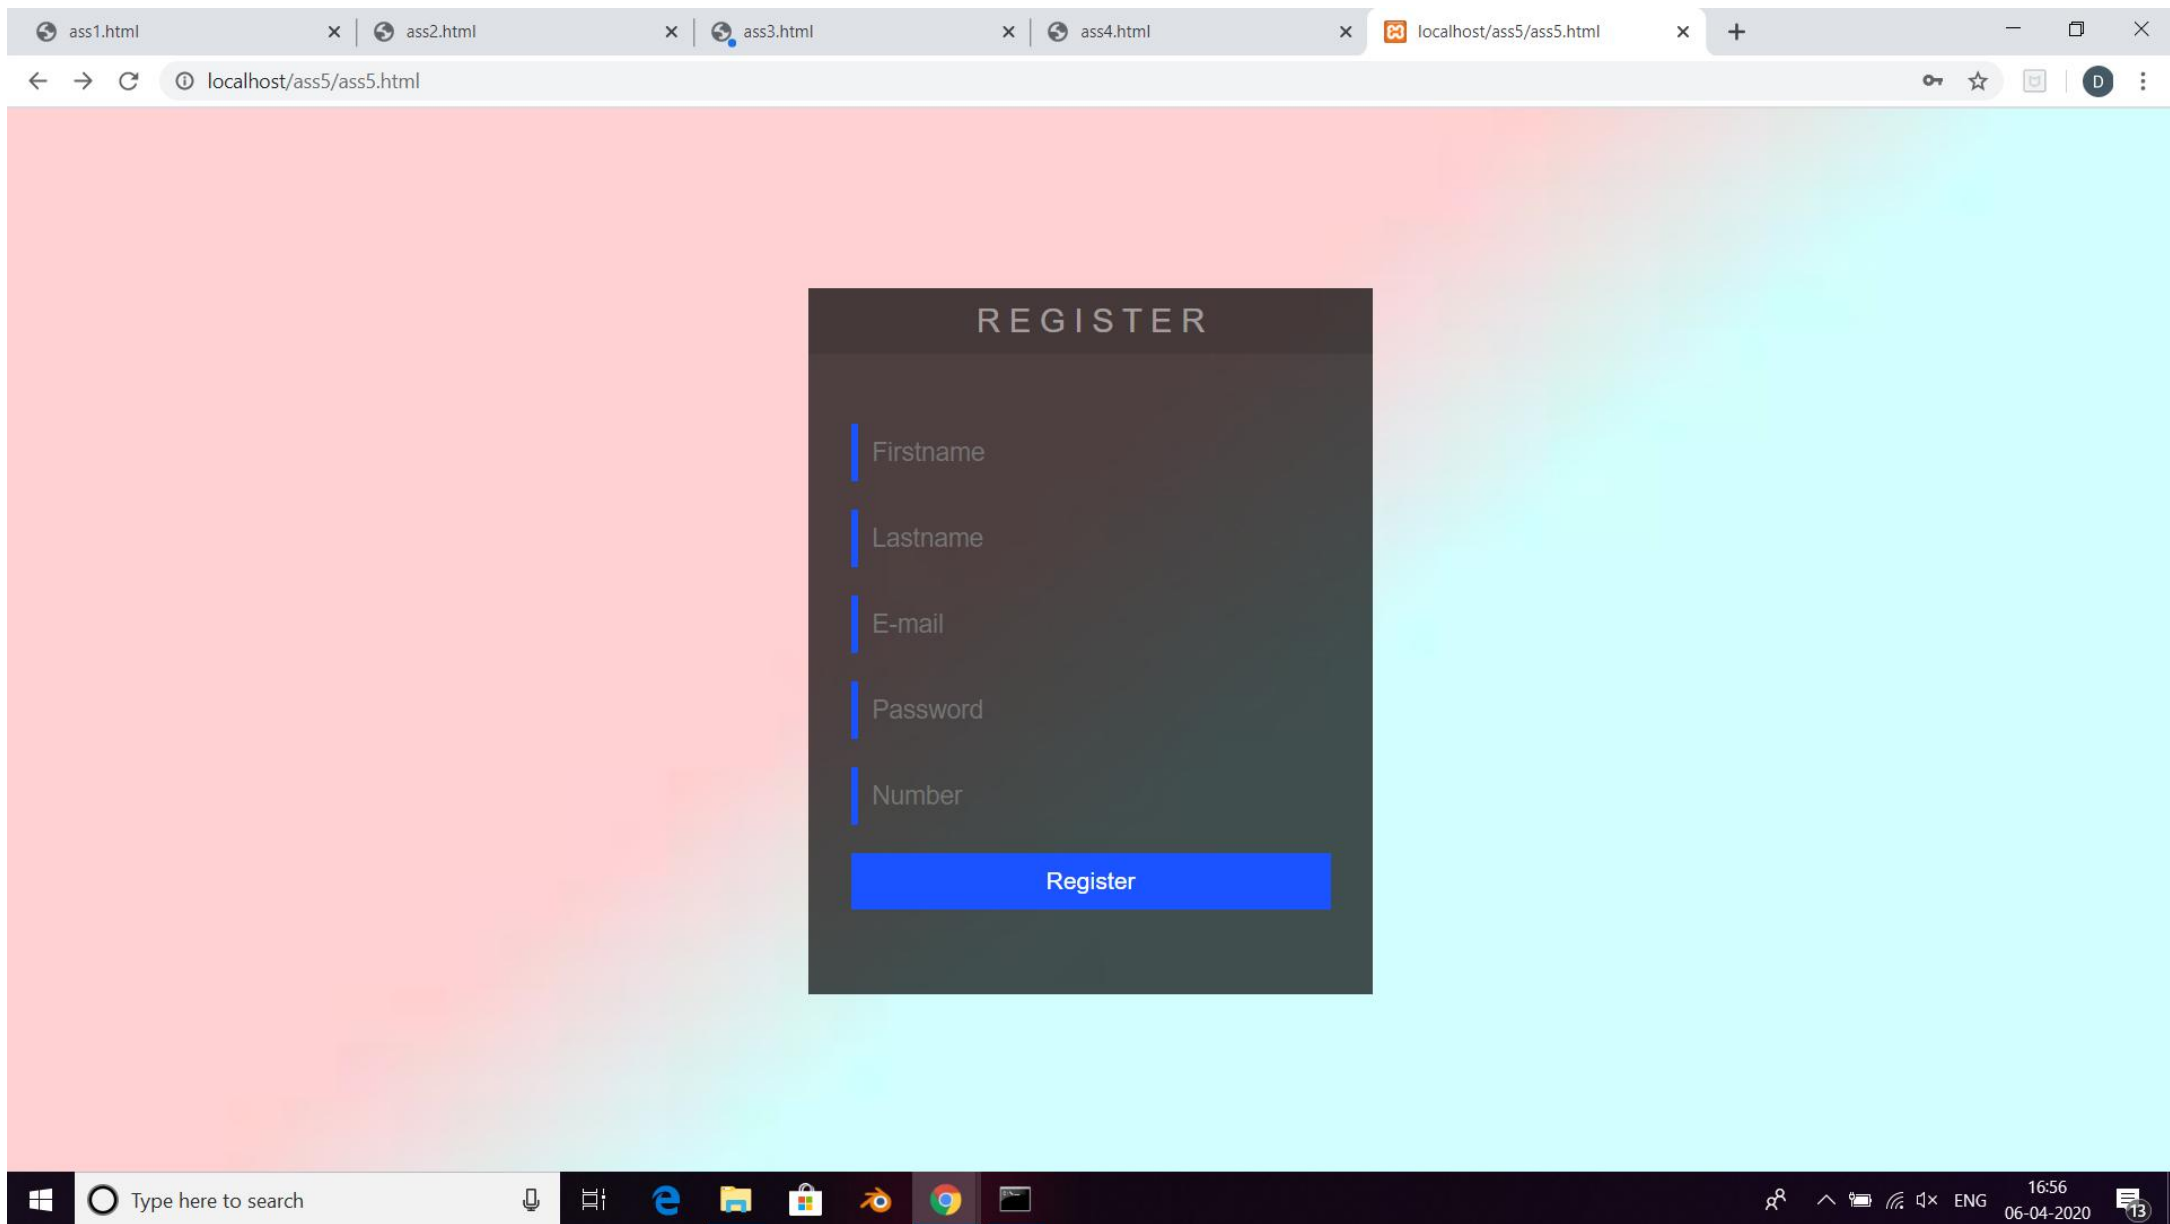 ass1.html
ass2.html
ass3.html
ass4.html
localhost/ass5/ass5.html
localhost/ass5/ass5.html
D
REGISTER
Firstname
Lastname
E-mail
Password
Number
Register
Type here to search
ENG
16:56
06-04-2020
13